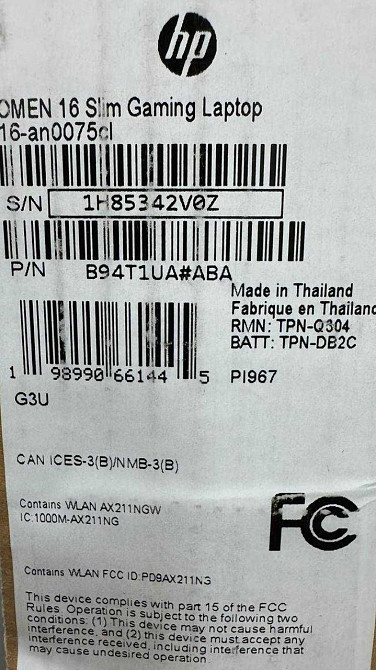 hp
OMEN 16 Slim Gaming Laptop
16-an0075cl
S/N 1H85342V0Z
P/N B94T1UA#ABA
Made in Thailand
Fabrique en Thailand
RMN: TPN-Q304
BATT: TPN-DB2C
1 98990 66144 5 PI967
G3U
CAN ICES-3(B)/NMB-3(B)
Contains WLAN AX211NGW
IC:1000M-AX211NG
FC
Contains WLAN FCC ID:PD9AX211NG
This device complies with part 15 of the FCC
Rules. Operation is subject to the following two
conditions: (1) This device may not cause harmful
interference, and (2) this device must accept any
interference received, including interference that
may cause undesired operation.